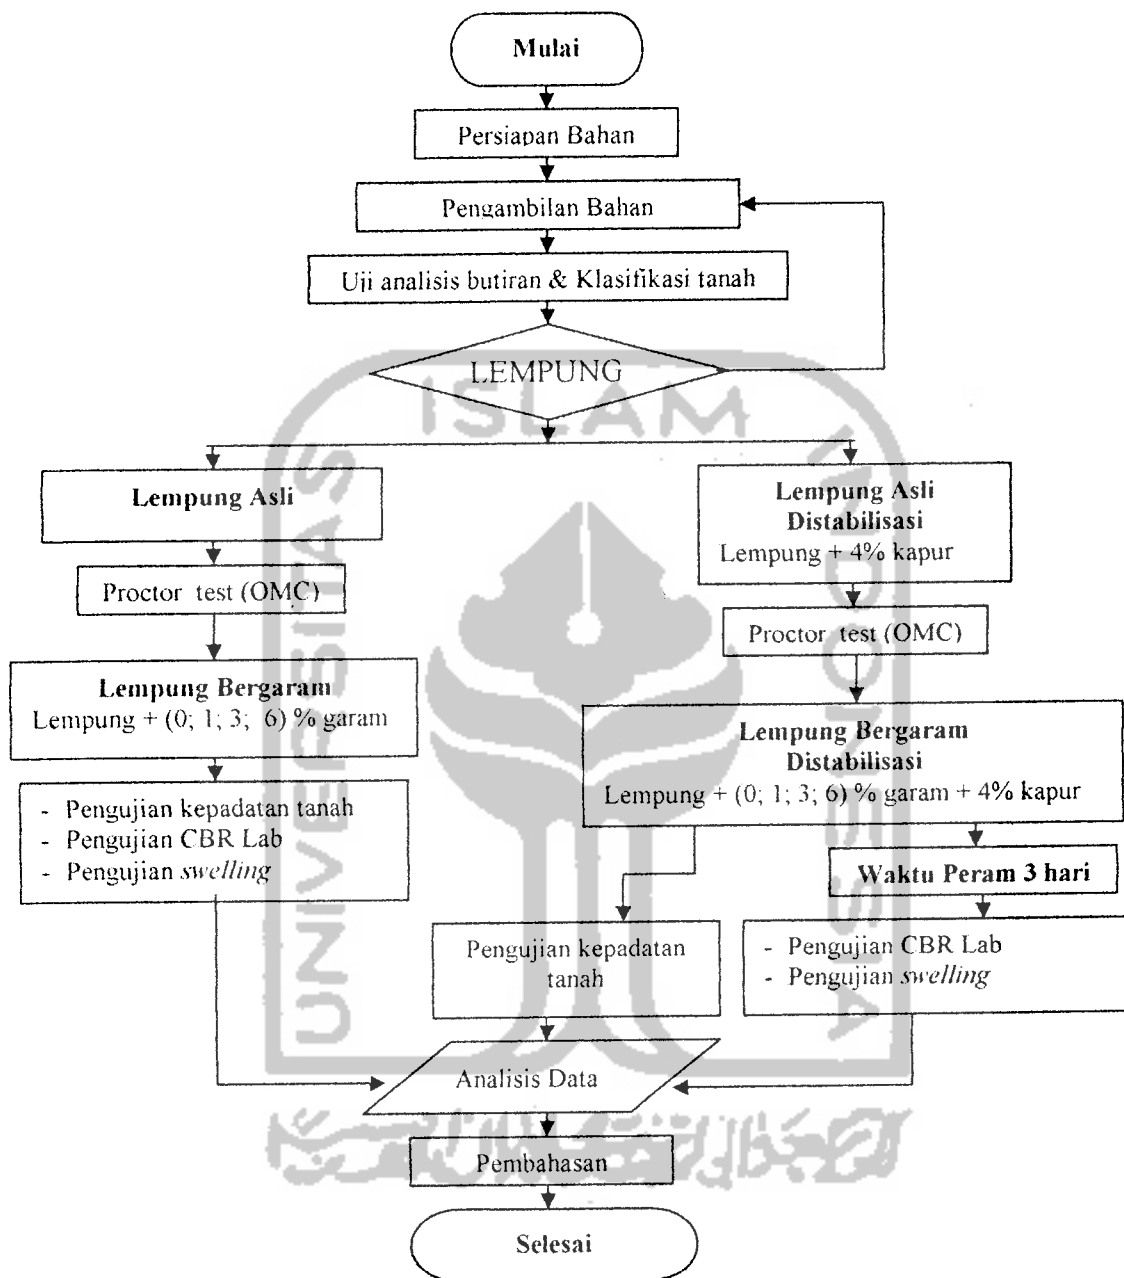 Mulai
Persiapan Bahan
Pengambilan Bahan
Uji analisis butiran & Klasifikasi tanah
LEMPUNG
Lempung Asli
Proctor test (OMC)
Lempung Bergaram
Lempung + (0; 1; 3; 6) % garam
- Pengujian kepadatan tanah
- Pengujian CBR Lab
- Pengujian swelling
Lempung Asli
Distabilisasi
Lempung + 4% kapur
Proctor test (OMC)
Lempung Bergaram
Distabilisasi
Lempung + (0; 1; 3; 6) % garam + 4% kapur
Waktu Peram 3 hari
Pengujian kepadatan
tanah
- Pengujian CBR Lab
- Pengujian swelling
Analisis Data
Pembahasan
Selesai
UNIVERSITAS
ISLAM
INDONESIA